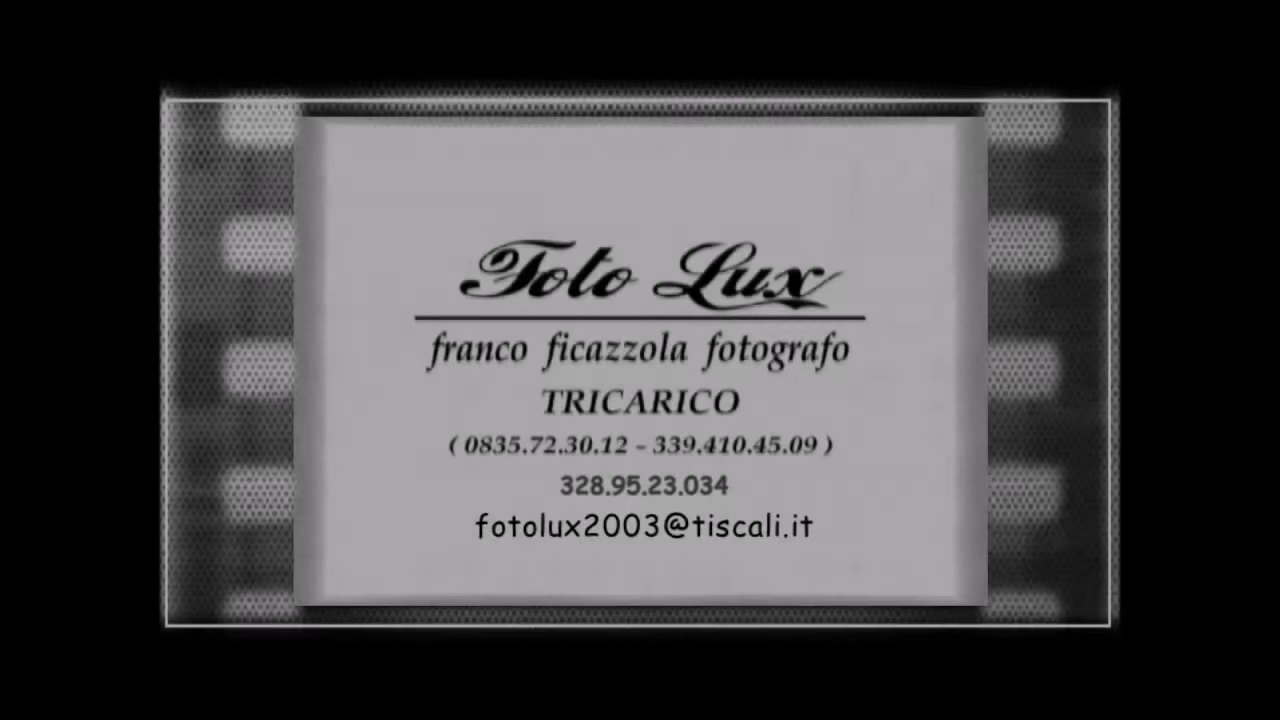 Foto Lux
franco ficazzola fotografo
TRICARICO
( 0835.72.30.12 - 339.410.45.09 )
328.95.23.034
fotolux2003@tiscali.it